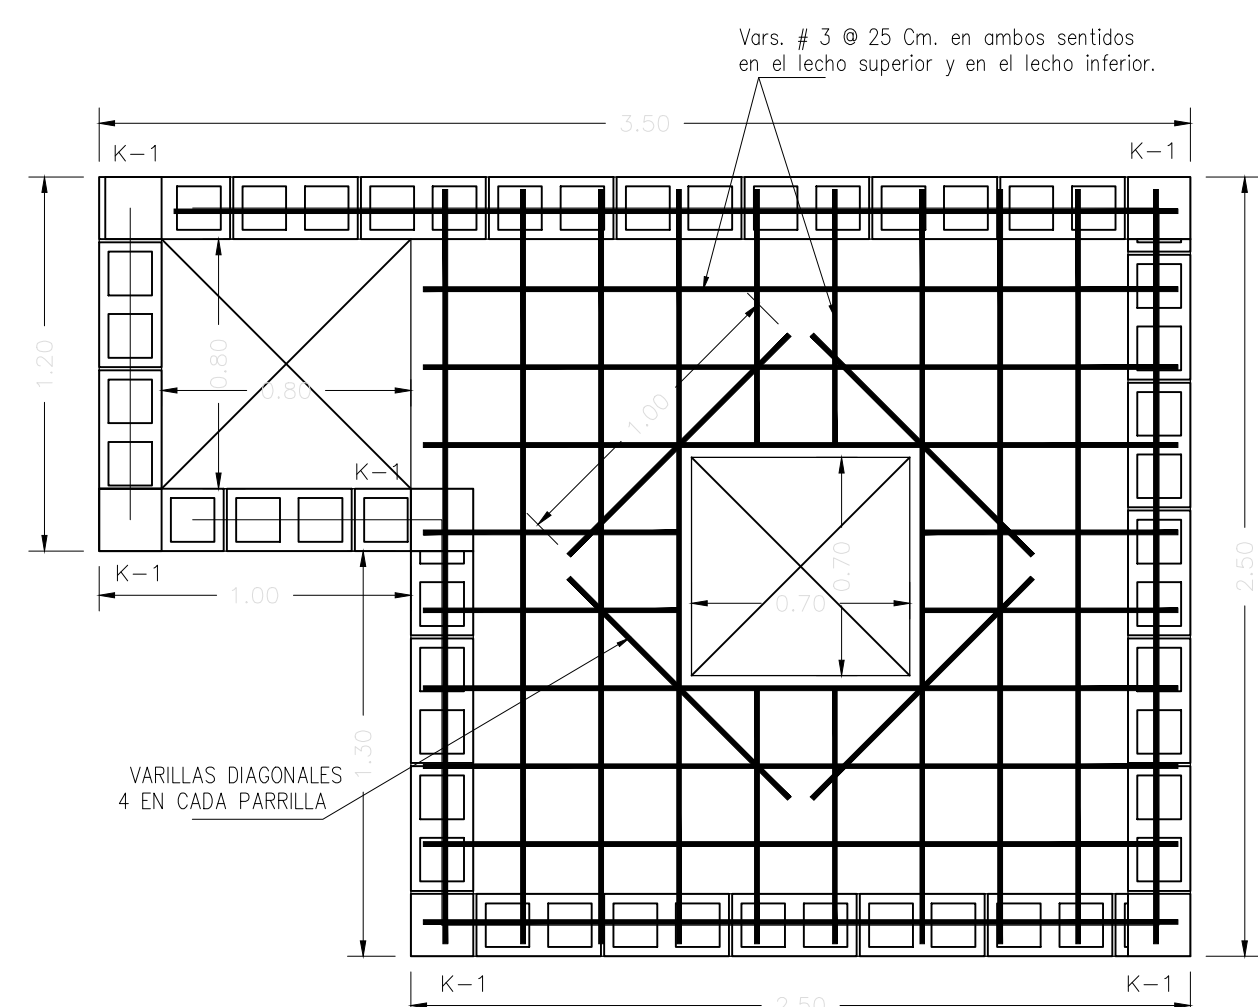 Vars. # 3 @ 25 Cm. en ambos sentidos
en el lecho superior y en el lecho inferior.
3.50
K-1
K-1
1.20
0.80
0.80
1.00
K-1
K-1
1.00
0.70
0.70
2.50
1.30
VARILLAS DIAGONALES
4 EN CADA PARRILLA
K-1
K-1
2.50